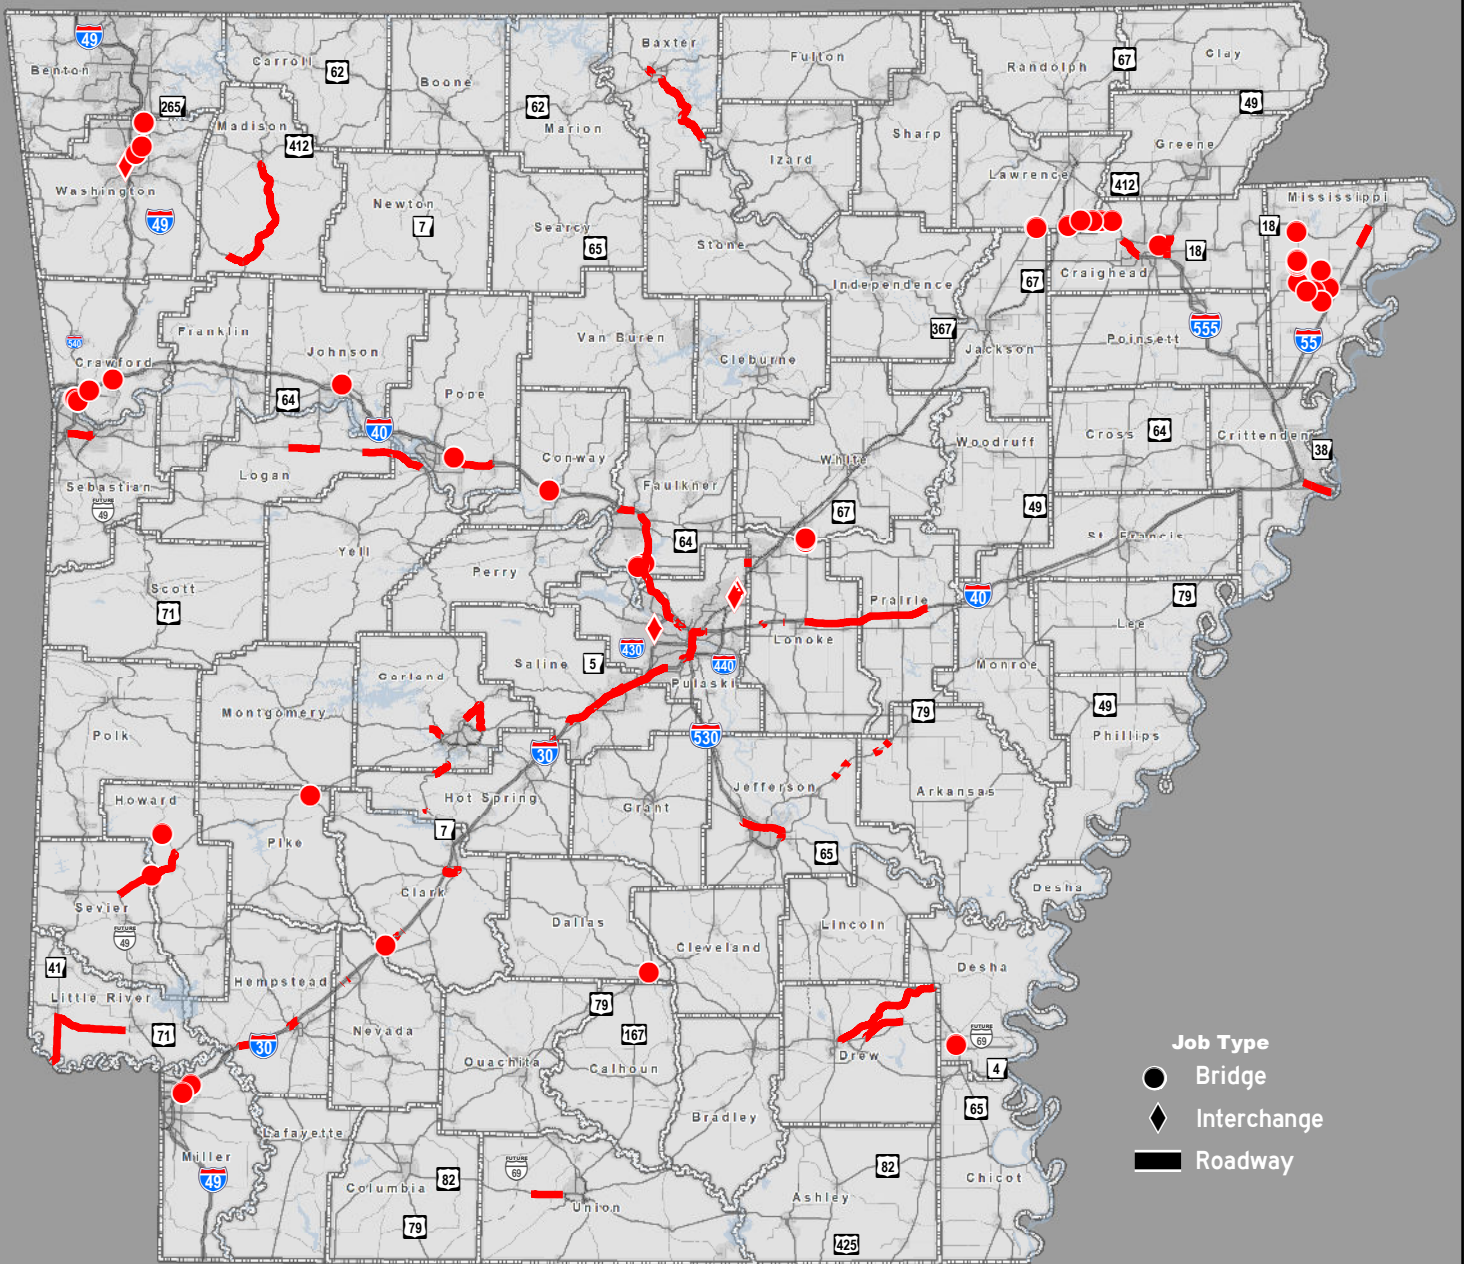 49
Benton
Carroll
62
Boone
Baxter
Fulton
Randolph
67
Clay
265
Madison
62
Marion
49
412
Sharp
Greene
Izard
Lawrence
412
Washington
Newton
Mississippi
49
7
Searcy
65
Stone
18
18
Craighead
67
Independence
Franklin
Johnson
540
Crawford
Van Buren
Cleburne
367
Jackson
Poinsett
555
55
64
Pope
40
Conway
White
Woodruff
Cross
64
Crittenden
38
Logan
Sebastian
FUTURE
49
Faulkner
67
49
64
St. Francis
Yell
Perry
Scott
71
Prairie
40
79
Lee
Lonoke
430
440
Saline
5
Pulaski
Monroe
Garland
Montgomery
79
49
Phillips
Polk
530
30
Jefferson
Arkansas
Howard
Hot Spring
Grant
7
Pike
65
Clark
Desha
Sevier
FUTURE
49
Dallas
Lincoln
Cleveland
41
Hempstead
Desha
Little River
79
71
30
Nevada
167
FUTURE
69
Drew
Ouachita
Calhoun
4
65
Bradley
Lafayette
Miller
49
Columbia
82
FUTURE
69
Union
82
Ashley
Chicot
79
425
Job Type
Bridge
Interchange
Roadway